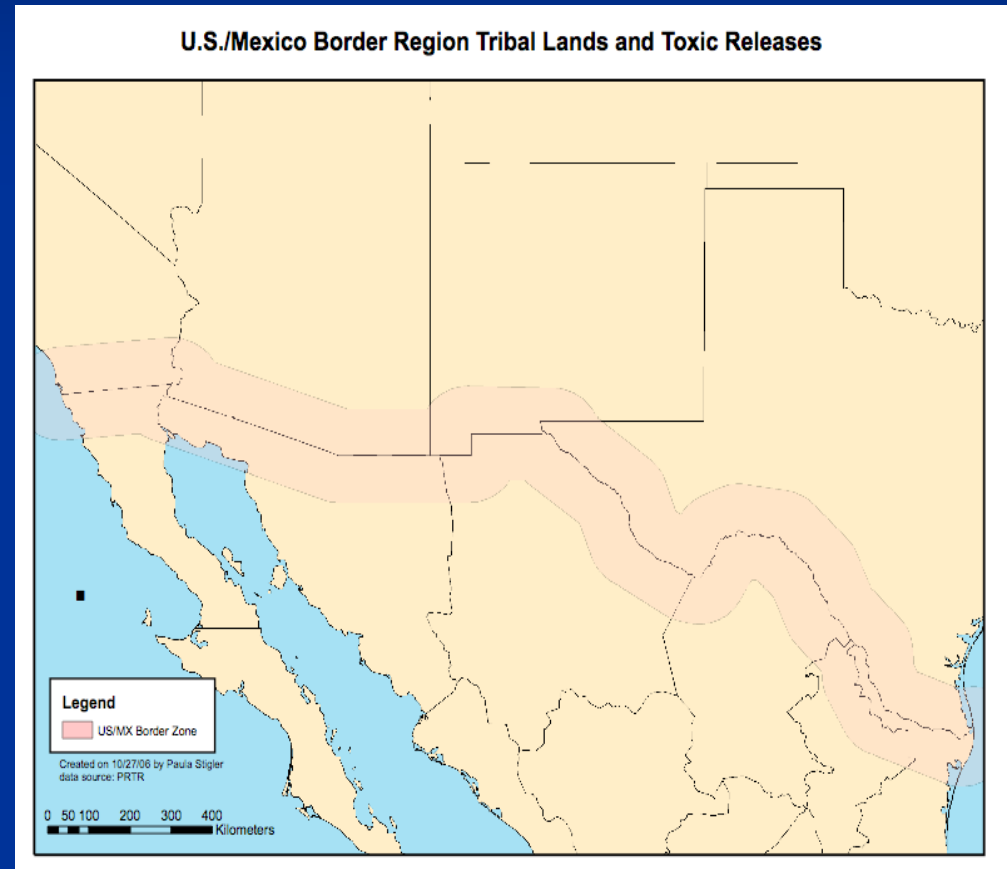 U.S./Mexico Border Region Tribal Lands and Toxic Releases
Legend
US/MX Border Zone
Created on 10/27/06 by Paula Stigler
data source: PRTR
0 50 100 200 300 400
Kilometers